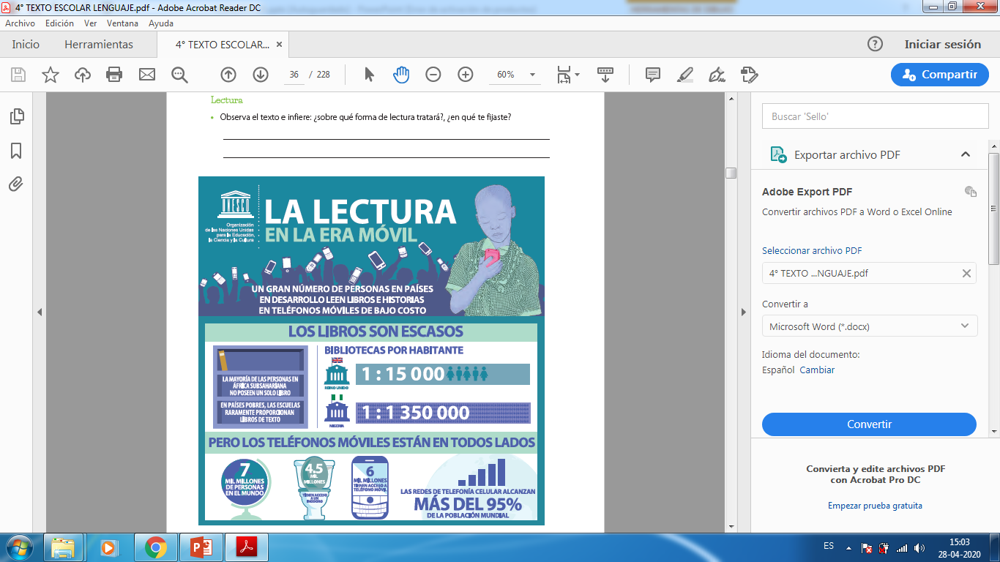 4° TEXTO ESCOLAR LENGUAJE.pdf - Adobe Acrobat Reader DC
Archivo Edición Ver Ventana Ayuda
Inicio Herramientas 4° TEXTO ESCOLAR... × Iniciar sesión
36 / 228 60% Compartir
Lectura
• Observa el texto e infiere: ¿sobre qué forma de lectura tratará?, ¿en qué te fijaste?
UNESCO
Organización
de las Naciones Unidas
para la Educación,
la Ciencia y la Cultura
LA LECTURA
EN LA ERA MÓVIL
UN GRAN NÚMERO DE PERSONAS EN PAÍSES
EN DESARROLLO LEEN LIBROS E HISTORIAS
EN TELÉFONOS MÓVILES DE BAJO COSTO
LOS LIBROS SON ESCASOS
LA MAYORÍA DE LAS PERSONAS EN
ÁFRICA SUBSAHARIANA
NO POSEEN UN SOLO LIBRO
EN PAÍSES POBRES, LAS ESCUELAS
RARAMENTE PROPORCIONAN
LIBROS DE TEXTO
BIBLIOTECAS POR HABITANTE
REINO UNIDO
1 : 15 000
NIGERIA
1 : 1 350 000
PERO LOS TELÉFONOS MÓVILES ESTÁN EN TODOS LADOS
7
MIL MILLONES
DE PERSONAS
EN EL MUNDO
4.5
MIL
MILLONES
TIENEN ACCESO
A UN
INODORO
6
MIL MILLONES
TIENEN ACCESO A
TELÉFONO MÓVIL
LAS REDES DE TELEFONÍA CELULAR ALCANZAN
MÁS DEL 95%
DE LA POBLACIÓN MUNDIAL
Buscar 'Sello'
Exportar archivo PDF
Adobe Export PDF
Convertir archivos PDF a Word o Excel Online
Seleccionar archivo PDF
4° TEXTO ...NGUAJE.pdf
Convertir a
Microsoft Word (*.docx)
Idioma del documento:
Español Cambiar
Convertir
Convierta y edite archivos PDF
con Acrobat Pro DC
Empezar prueba gratuita
ES
15:03
28-04-2020